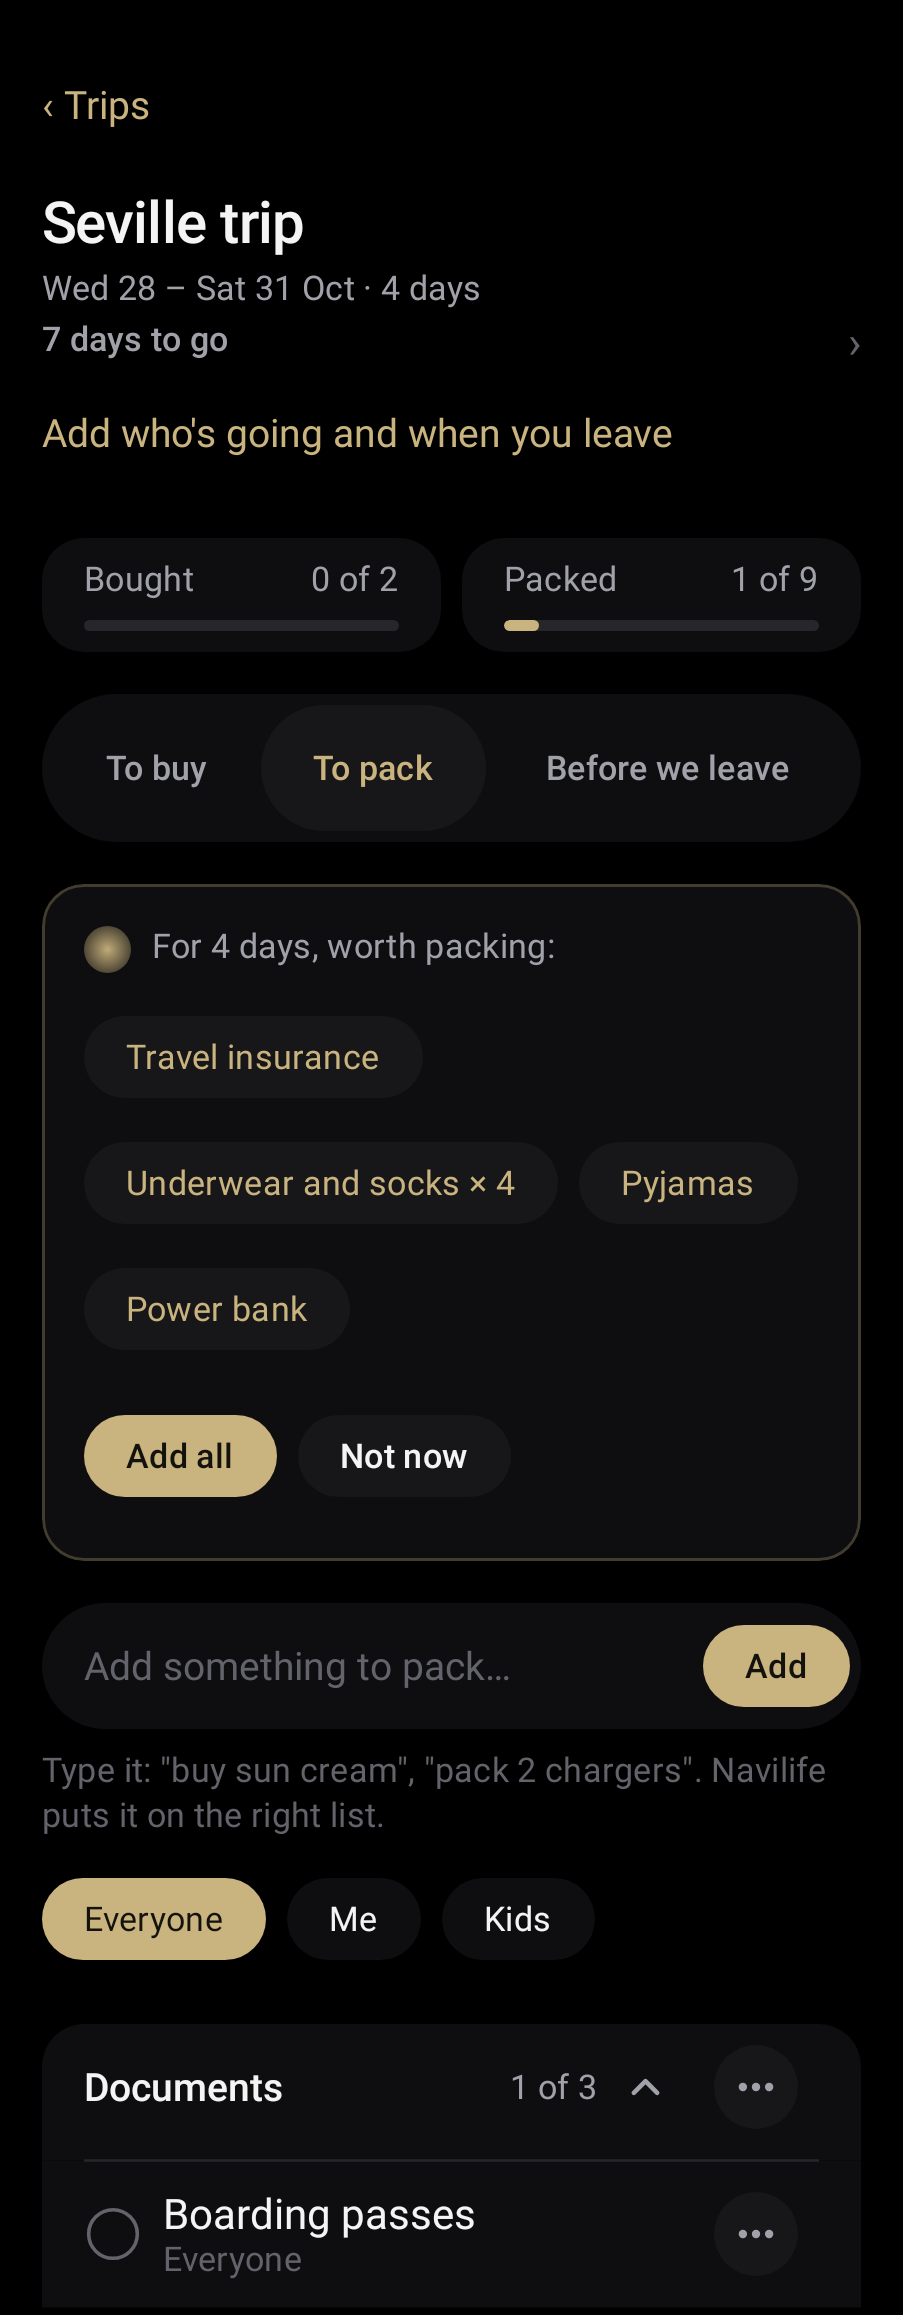 ‹ Trips
Seville trip
Wed 28 – Sat 31 Oct · 4 days
7 days to go
›
Add who's going and when you leave
Bought 0 of 2
Packed 1 of 9
To buy To pack Before we leave
For 4 days, worth packing:
Travel insurance
Underwear and socks × 4 Pyjamas
Power bank
Add all Not now
Add something to pack… Add
Type it: "buy sun cream", "pack 2 chargers". Navilife
puts it on the right list.
Everyone Me Kids
Documents 1 of 3
Boarding passes
Everyone